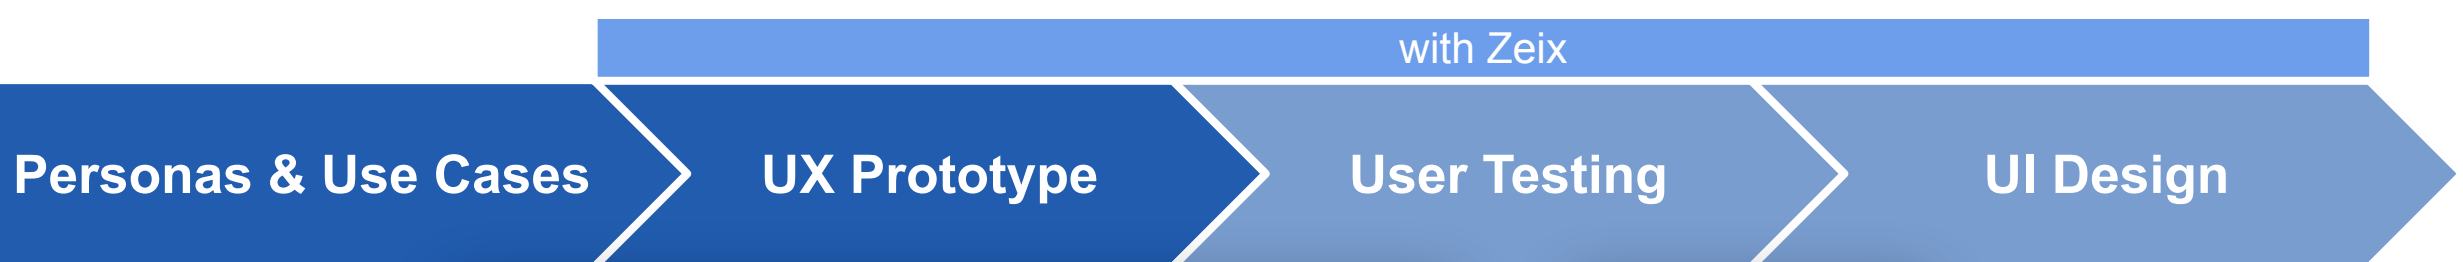 with Zeix
Personas & Use Cases
UX Prototype
User Testing
UI Design